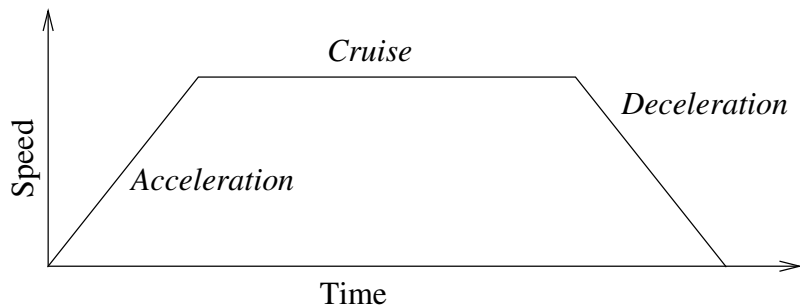 Cruise
Deceleration
Speed
Acceleration
Time